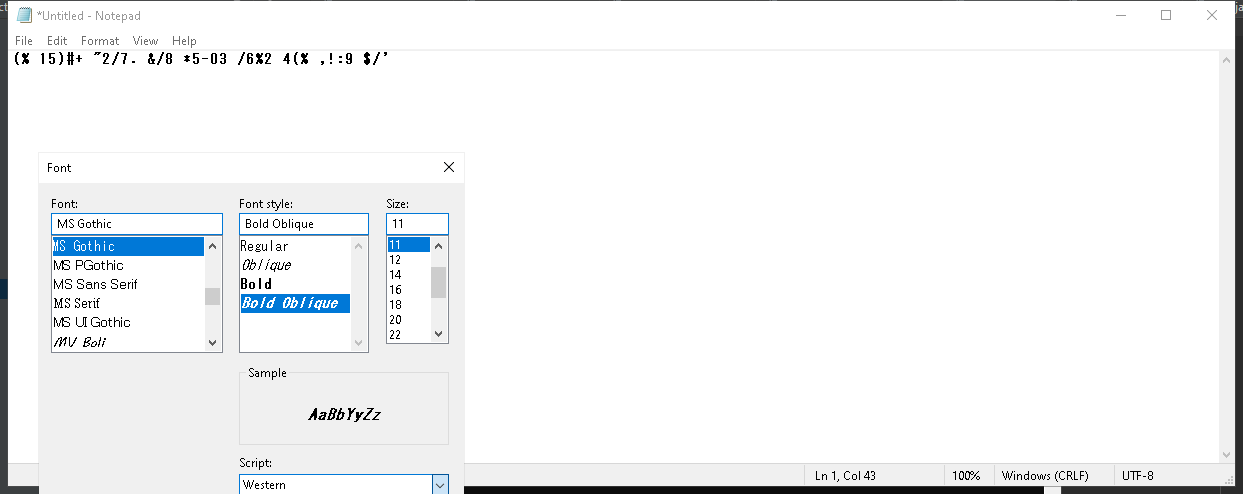 *Untitled - Notepad
File Edit Format View Help
(% 15)#+ "2/7. &/8 *5-03 /6%2 4(% ,!:9 $/'
Font
Font: Font style: Size:
MS Gothic Bold Oblique 11
MS Gothic Regular 11
MS PGothic Oblique 12
MS Sans Serif Bold 14
MS Serif Bold Oblique 16
MS UI Gothic 18
MV Boli 20
22
Sample
AaBbYyZz
Script:
Western
Ln 1, Col 43 100% Windows (CRLF) UTF-8